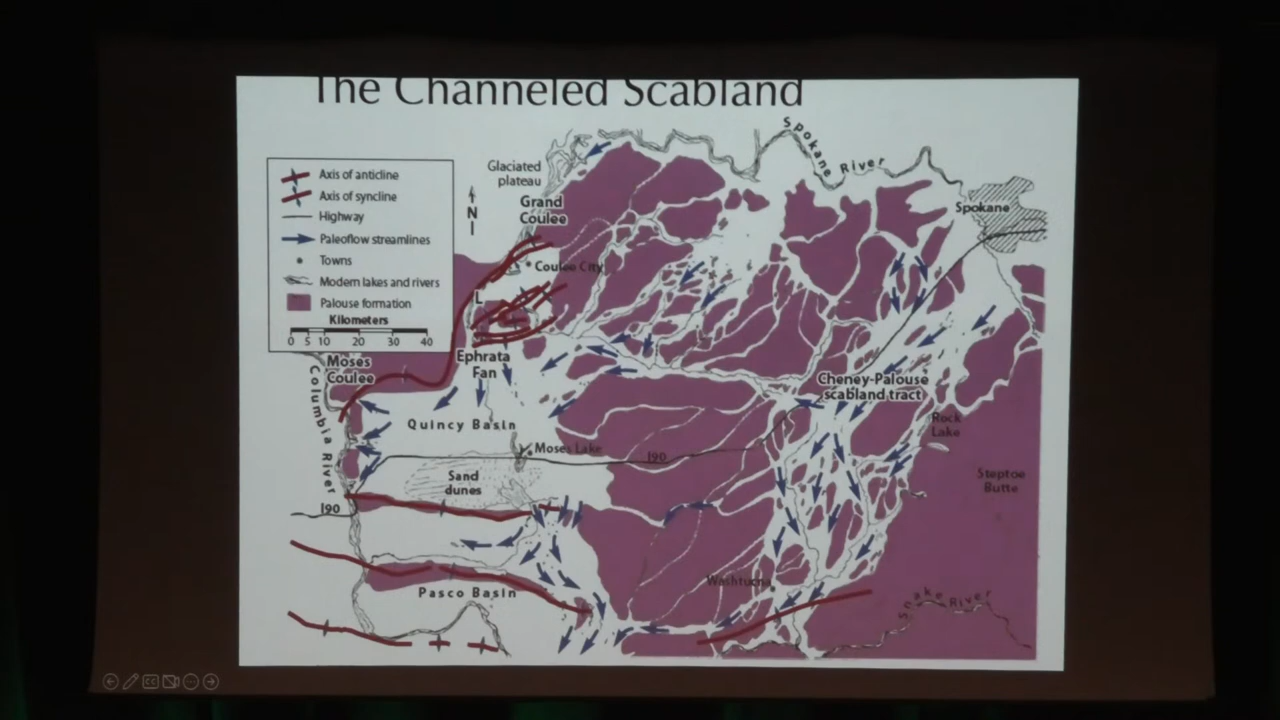 The Channeled Scabland
Axis of anticline
Axis of syncline
Highway
Paleoflow streamlines
Towns
Modern lakes and rivers
Palouse formation
Kilometers
0 5 10 20 30 40
Glaciated
plateau
N
Grand
Coulee
Coulee City
L
Spokane River
Spokane
Moses
Coulee
Ephrata
Fan
Columbia River
Quincy Basin
Moses Lake
I90
Cheney-Palouse
scabland tract
Rock
Lake
Steptoe
Butte
Sand
dunes
I90
Pasco Basin
Washtucna
Snake River
CC